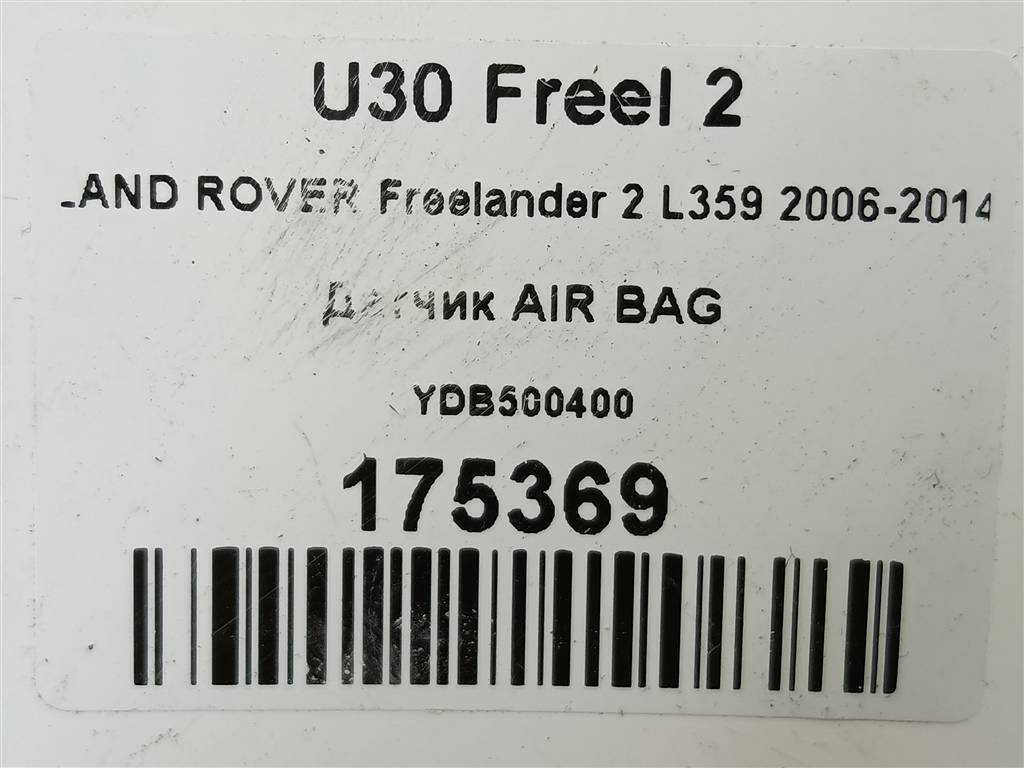 U30 Freel 2
LAND ROVER Freelander 2 L359 2006-2014
Датчик AIR BAG
YDB500400
175369